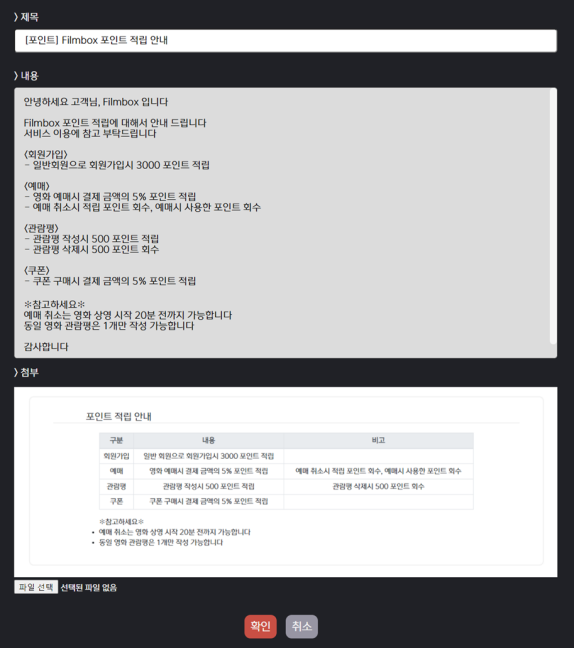 > 제목
[포인트] Filmbox 포인트 적립 안내
> 내용
안녕하세요 고객님, Filmbox 입니다
Filmbox 포인트 적립에 대해서 안내 드립니다
서비스 이용에 참고 부탁드립니다
<회원가입>
- 일반회원으로 회원가입시 3000 포인트 적립
<예매>
- 영화 예매시 결제 금액의 5% 포인트 적립
- 예매 취소시 적립 포인트 회수, 예매시 사용한 포인트 회수
<관람평>
- 관람평 작성시 500 포인트 적립
- 관람평 삭제시 500 포인트 회수
<쿠폰>
- 쿠폰 구매시 결제 금액의 5% 포인트 적립
※참고하세요※
예매 취소는 영화 상영 시작 20분 전까지 가능합니다
동일 영화 관람평은 1개만 작성 가능합니다
감사합니다
> 첨부
포인트 적립 안내
구분 내용 비고
회원가입 일반 회원으로 회원가입시 3000 포인트 적립
예매 영화 예매시 결제 금액의 5% 포인트 적립 예매 취소시 적립 포인트 회수, 예매시 사용한 포인트 회수
관람평 관람평 작성시 500 포인트 적립 관람평 삭제시 500 포인트 회수
쿠폰 쿠폰 구매시 결제 금액의 5% 포인트 적립
※참고하세요※
• 예매 취소는 영화 상영 시작 20분 전까지 가능합니다
• 동일 영화 관람평은 1개만 작성 가능합니다
파일 선택 선택된 파일 없음
확인 취소